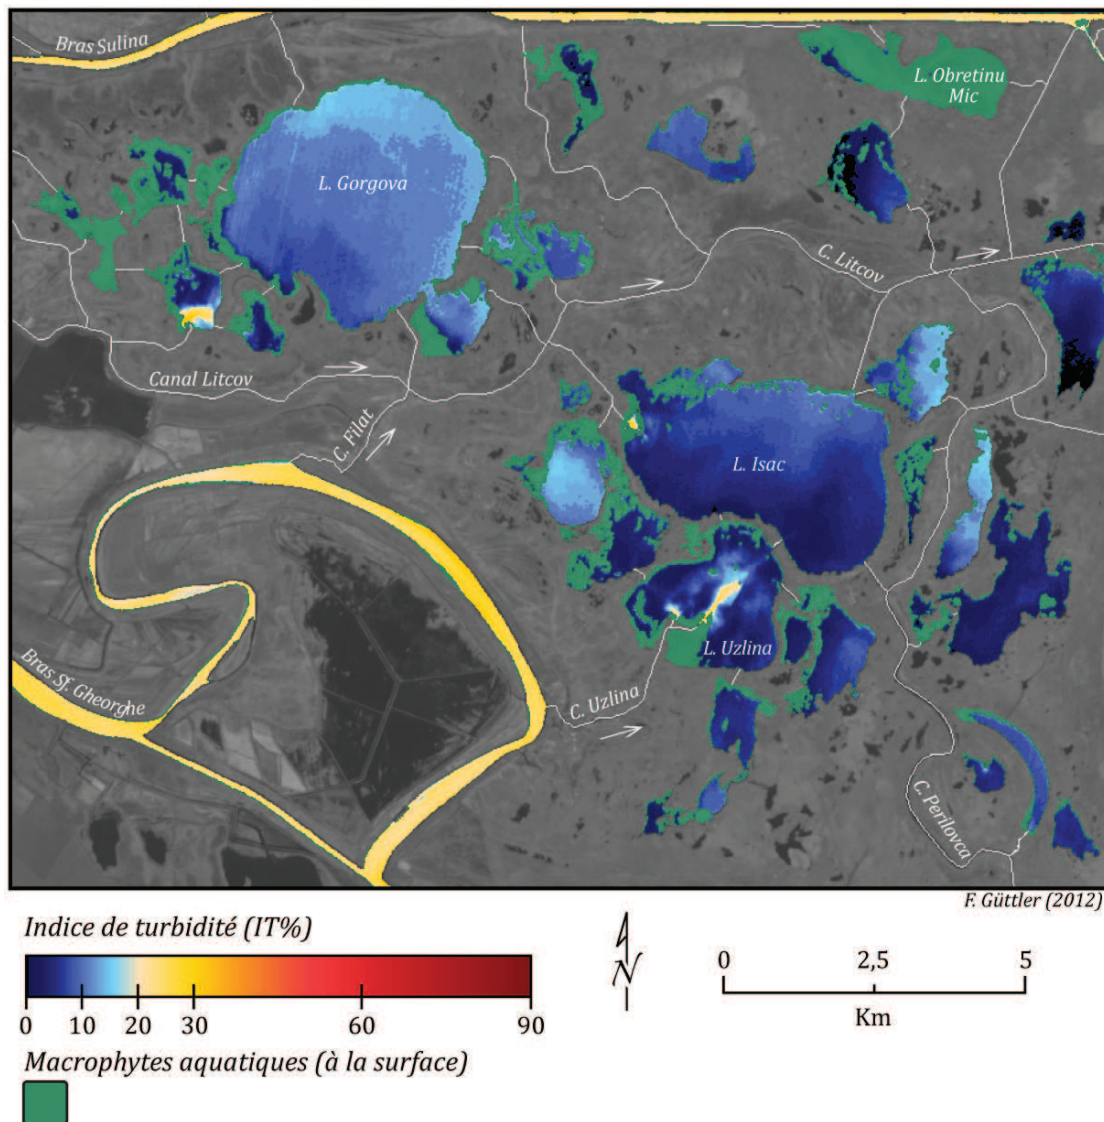 Bras Sulina
L. Obretinu
Mic
L. Gorgova
C. Litcov
Canal Litcov
C. Filat
L. Isac
Bras Sf. Gheorghe
L. Uzlina
C. Uzlina
C. Perilovca
F. Güttler (2012)
Indice de turbidité (IT%)
0 10 20 30 60 90
N
0 2,5 5
Km
Macrophytes aquatiques (à la surface)